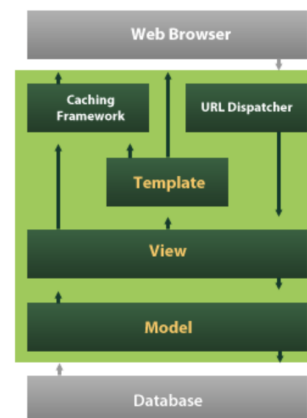 Web Browser
Caching
Framework
URL Dispatcher
Template
View
Model
Database